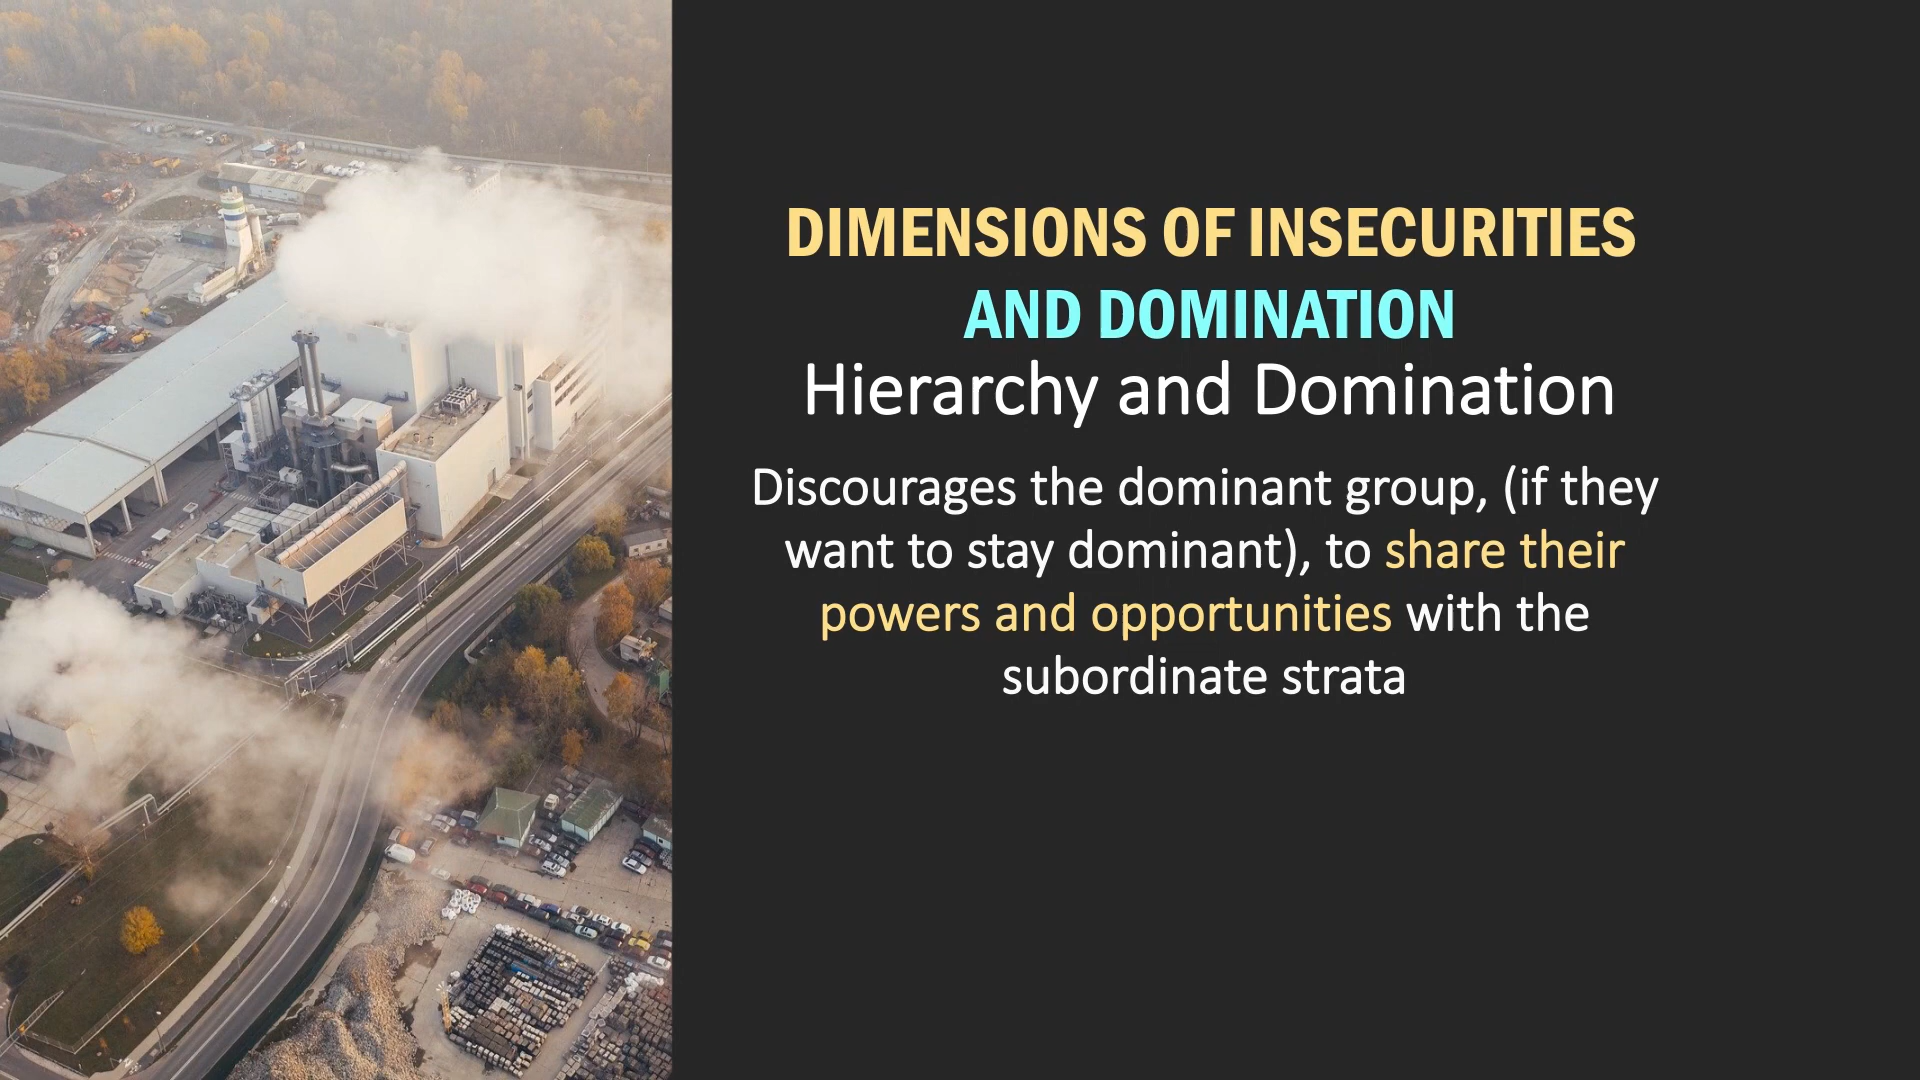 DIMENSIONS OF INSECURITIES
AND DOMINATION
Hierarchy and Domination
Discourages the dominant group, (if they
want to stay dominant), to share their
powers and opportunities with the
subordinate strata